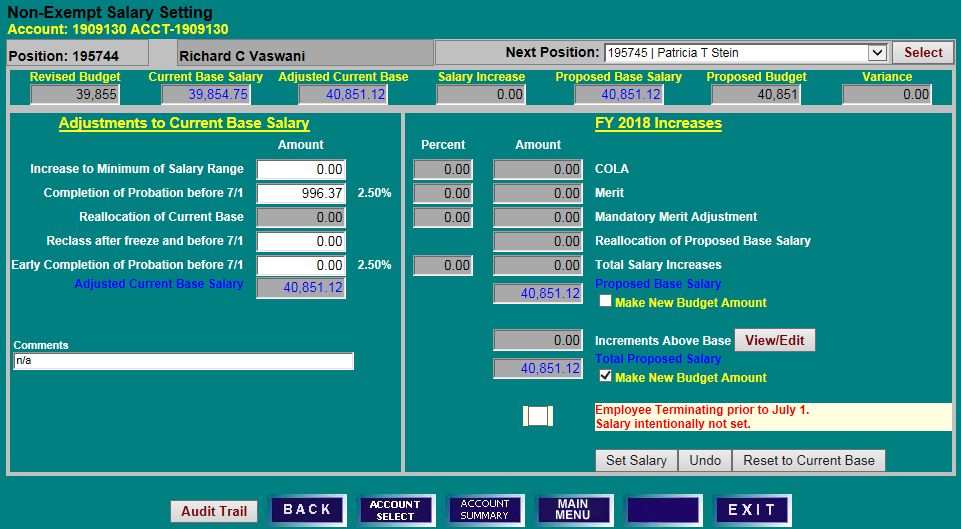 Non-Exempt Salary Setting
Account: 1909130 ACCT-1909130
Position: 195744 Richard C Vaswani Next Position: 195745 | Patricia T Stein Select
Revised Budget Current Base Salary Adjusted Current Base Salary Increase Proposed Base Salary Proposed Budget Variance
39,855 39,854.75 40,851.12 0.00 40,851.12 40,851 0.00
Adjustments to Current Base Salary
Amount
Increase to Minimum of Salary Range 0.00
Completion of Probation before 7/1 996.37 2.50%
Reallocation of Current Base 0.00
Reclass after freeze and before 7/1 0.00
Early Completion of Probation before 7/1 0.00 2.50%
Adjusted Current Base Salary 40,851.12
Comments
n/a
FY 2018 Increases
Percent Amount
0.00 0.00 COLA
0.00 0.00 Merit
0.00 0.00 Mandatory Merit Adjustment
0.00 Reallocation of Proposed Base Salary
0.00 0.00 Total Salary Increases
40,851.12 Proposed Base Salary
Make New Budget Amount
0.00 Increments Above Base View/Edit
40,851.12 Total Proposed Salary
Make New Budget Amount
Employee Terminating prior to July 1.
Salary intentionally not set.
Set Salary Undo Reset to Current Base
Audit Trail BACK ACCOUNT SELECT ACCOUNT SUMMARY MAIN MENU EXIT